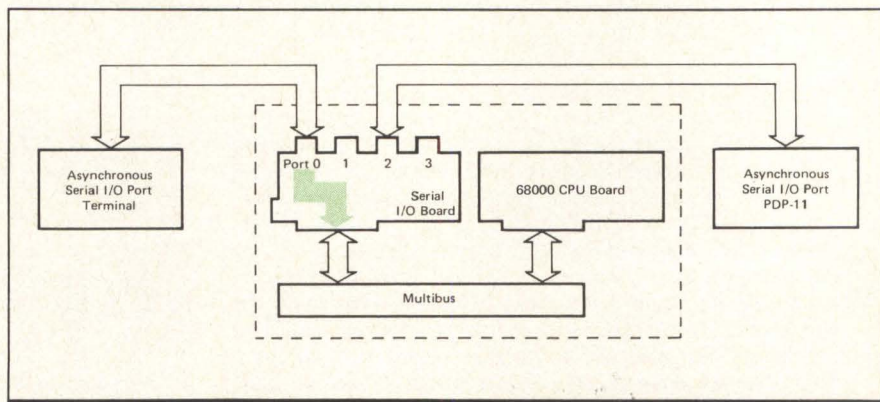 Asynchronous
Serial I/O Port
Terminal
Port 0 1 2 3
Serial
I/O Board
68000 CPU Board
Asynchronous
Serial I/O Port
PDP-11
Multibus